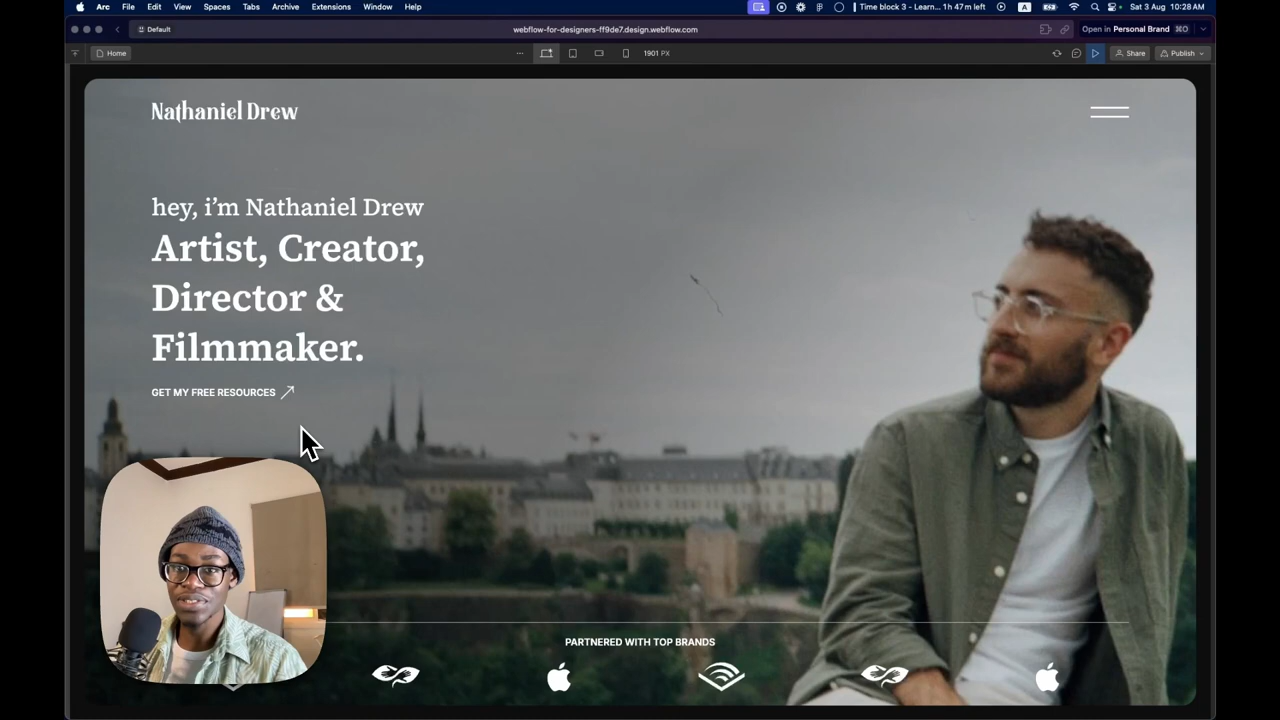 Arc File Edit View Spaces Tabs Archive Extensions Window Help Time block 3 - Learn... 1h 47m left A Sat 3 Aug 10:28 AM
Default webflow-for-designers-ff9de7.design.webflow.com Open in Personal Brand ⌘O
Home ... 1901 PX Share Publish
Nathaniel Drew
hey, i'm Nathaniel Drew
Artist, Creator,
Director &
Filmmaker.
GET MY FREE RESOURCES
PARTNERED WITH TOP BRANDS